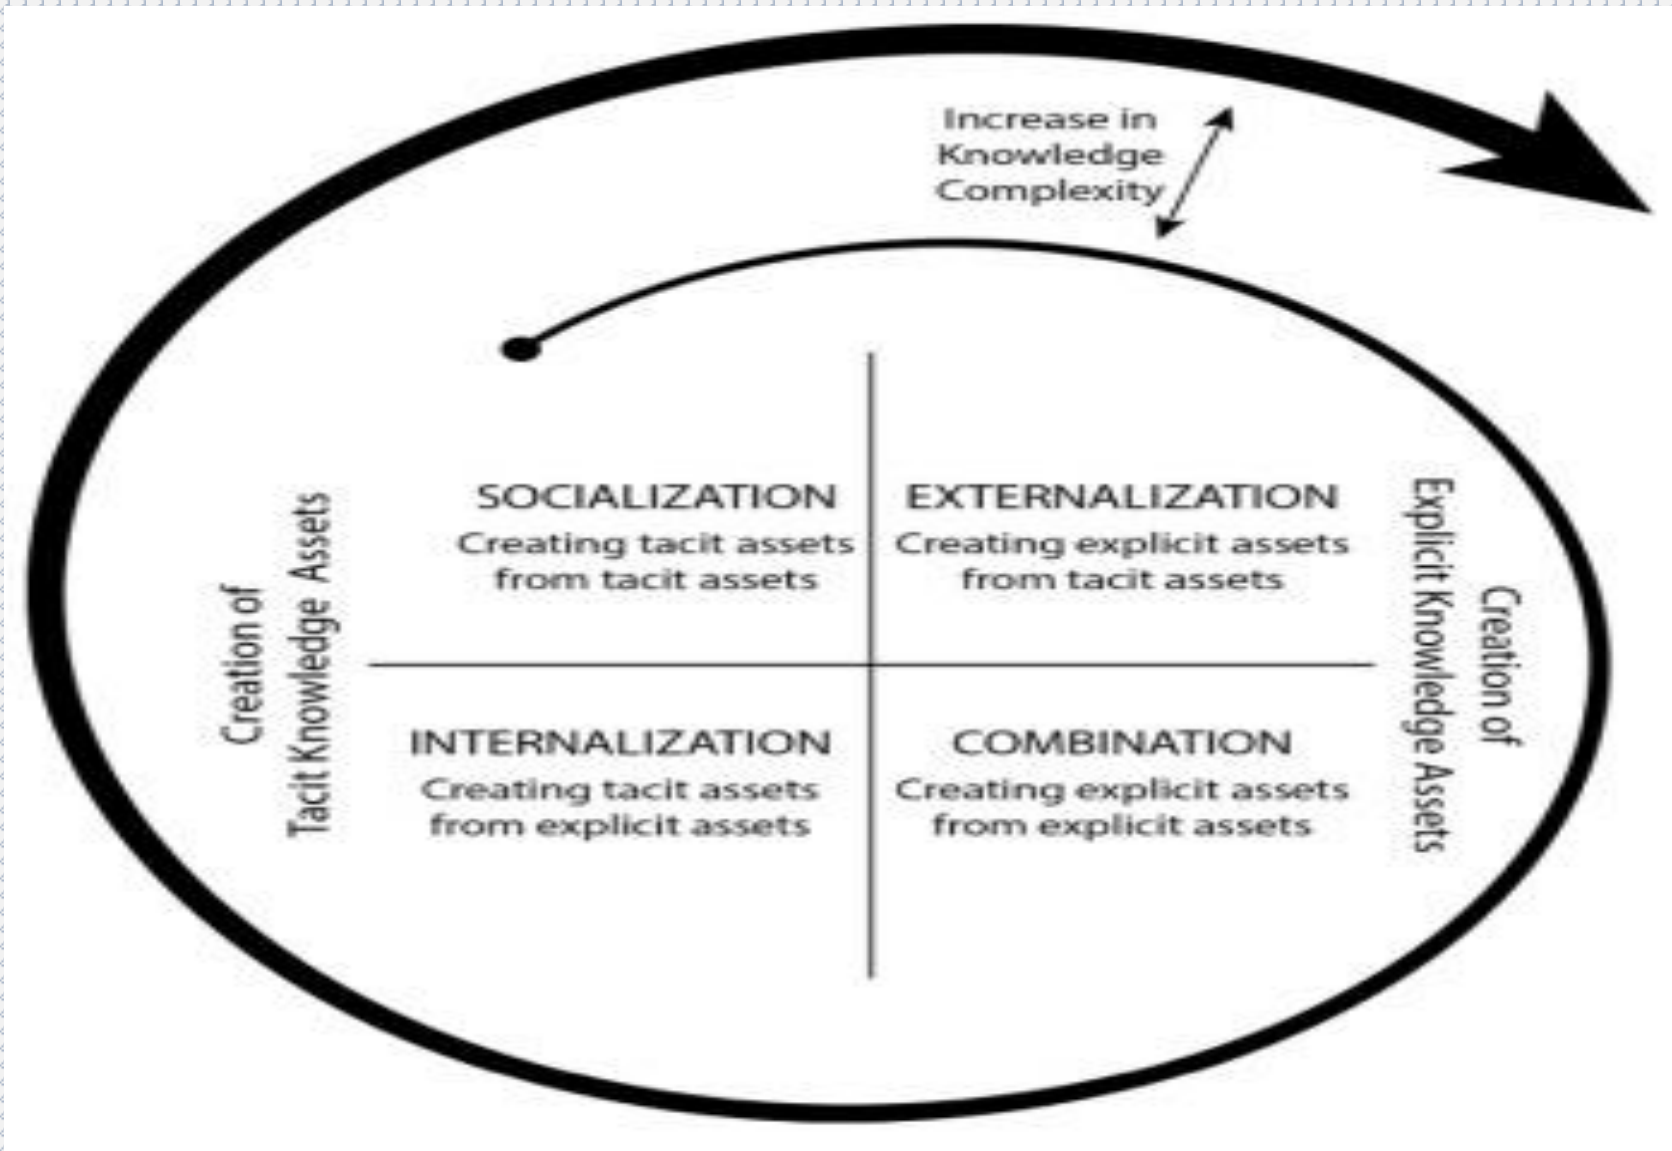 Increase in
Knowledge
Complexity
Creation of
Tacit Knowledge Assets
SOCIALIZATION
Creating tacit assets
from tacit assets
EXTERNALIZATION
Creating explicit assets
from tacit assets
INTERNALIZATION
Creating tacit assets
from explicit assets
COMBINATION
Creating explicit assets
from explicit assets
Creation of
Explicit Knowledge Assets